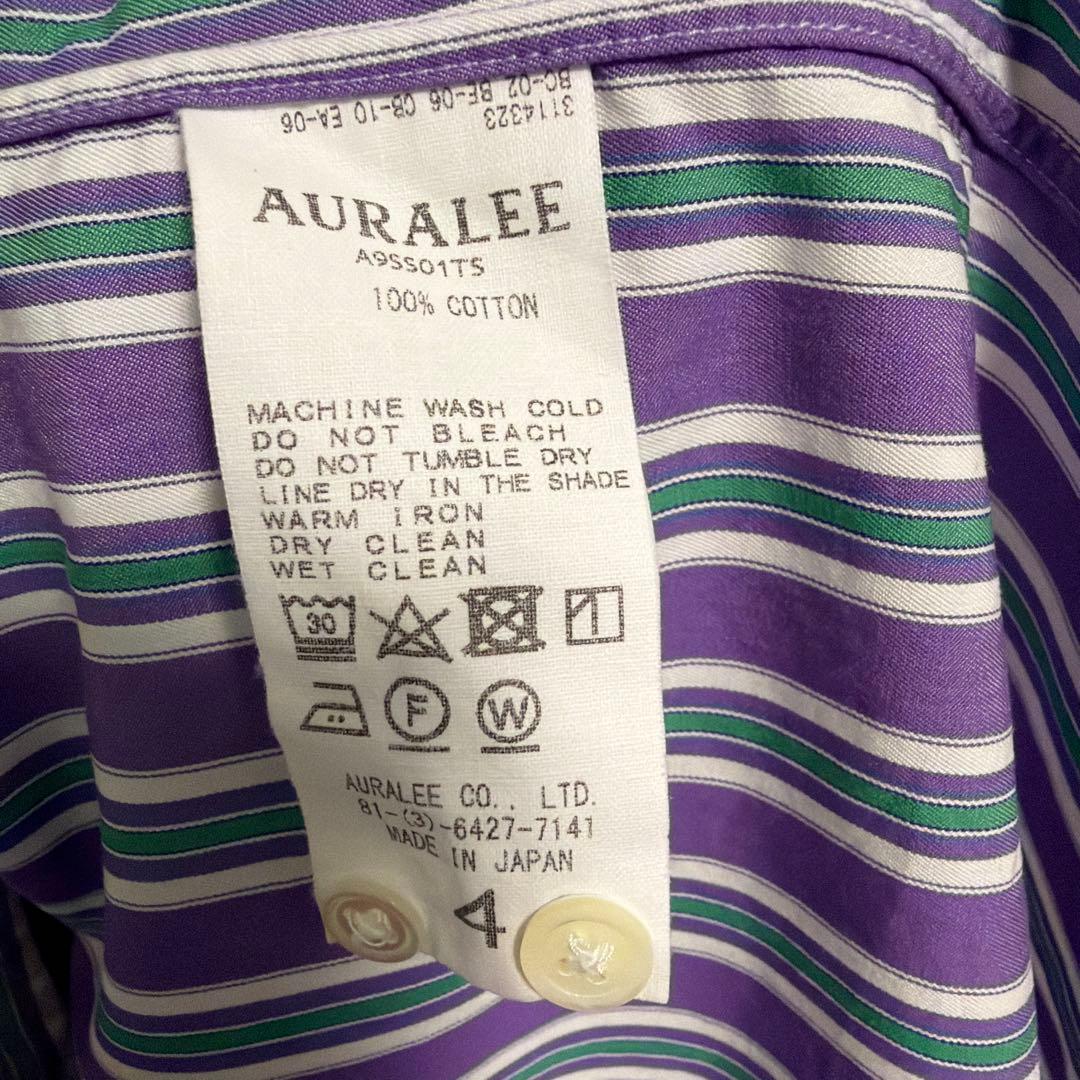 3114323
BC-02 BF-06 CB-10 EA-06
AURALEE
A9SS01TS
100% COTTON
MACHINE WASH COLD
DO NOT BLEACH
DO NOT TUMBLE DRY
LINE DRY IN THE SHADE
WARM IRON
DRY CLEAN
WET CLEAN
30
F W
AURALEE CO., LTD.
81-(3)-6427-7141
MADE IN JAPAN
4